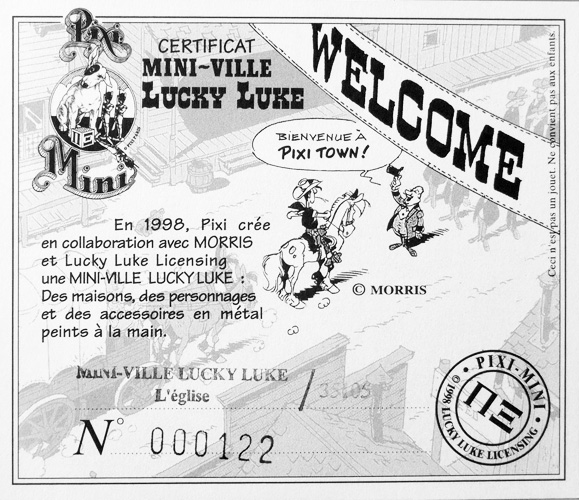 Pixi
Mini
CERTIFICAT
MINI~VILLE
LUCKY LUKE
WELCOME
BIENVENUE À
PIXI TOWN!
En 1998, Pixi crée
en collaboration avec MORRIS
et Lucky Luke Licensing
une MINI-VILLE LUCKY LUKE :
Des maisons, des personnages
et des accessoires en métal
peints à la main.
© MORRIS
Ceci n'est pas un jouet. Ne convient pas aux enfants.
MINI-VILLE LUCKY LUKE
L'église
N° 000122
• PIXI-MINI •
© 1998 LUCKY LUKE LICENSING